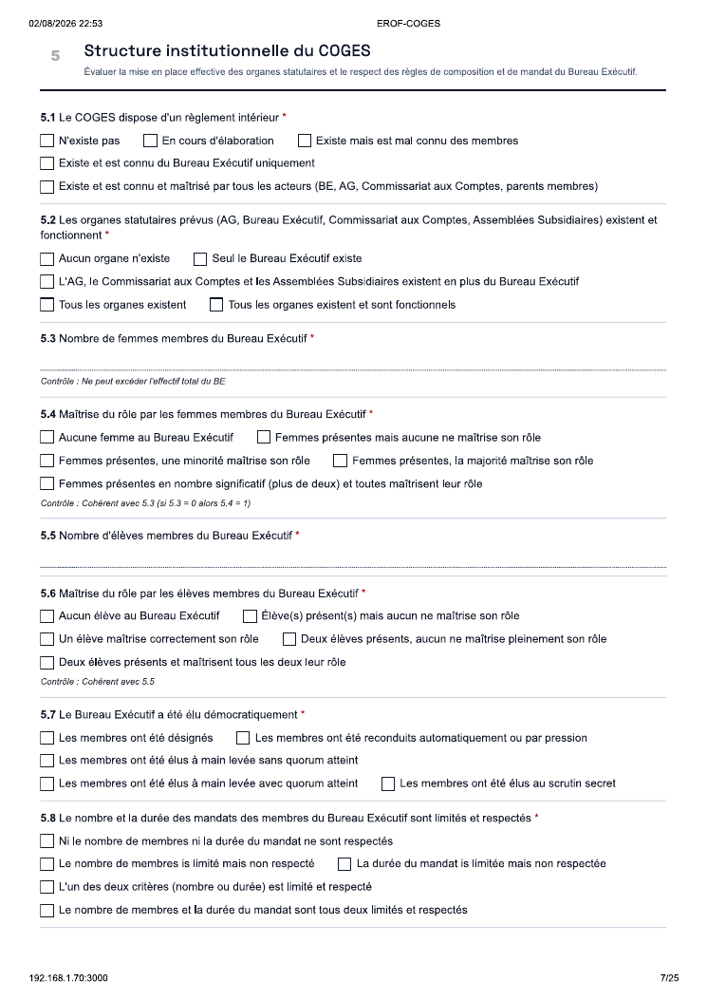 02/08/2026 22:53 EROF-COGES
5 Structure institutionnelle du COGES
Évaluer la mise en place effective des organes statutaires et le respect des règles de composition et de mandat du Bureau Exécutif.
5.1 Le COGES dispose d'un règlement intérieur *
N'existe pas En cours d'élaboration Existe mais est mal connu des membres
Existe et est connu du Bureau Exécutif uniquement
Existe et est connu et maîtrisé par tous les acteurs (BE, AG, Commissariat aux Comptes, parents membres)
5.2 Les organes statutaires prévus (AG, Bureau Exécutif, Commissariat aux Comptes, Assemblées Subsidiaires) existent et
fonctionnent *
Aucun organe n'existe Seul le Bureau Exécutif existe
L'AG, le Commissariat aux Comptes et les Assemblées Subsidiaires existent en plus du Bureau Exécutif
Tous les organes existent Tous les organes existent et sont fonctionnels
5.3 Nombre de femmes membres du Bureau Exécutif *
Contrôle : Ne peut excéder l'effectif total du BE
5.4 Maîtrise du rôle par les femmes membres du Bureau Exécutif *
Aucune femme au Bureau Exécutif Femmes présentes mais aucune ne maîtrise son rôle
Femmes présentes, une minorité maîtrise son rôle Femmes présentes, la majorité maîtrise son rôle
Femmes présentes en nombre significatif (plus de deux) et toutes maîtrisent leur rôle
Contrôle : Cohérent avec 5.3 (si 5.3 = 0 alors 5.4 = 1)
5.5 Nombre d'élèves membres du Bureau Exécutif *
5.6 Maîtrise du rôle par les élèves membres du Bureau Exécutif *
Aucun élève au Bureau Exécutif Élève(s) présent(s) mais aucun ne maîtrise son rôle
Un élève maîtrise correctement son rôle Deux élèves présents, aucun ne maîtrise pleinement son rôle
Deux élèves présents et maîtrisent tous les deux leur rôle
Contrôle : Cohérent avec 5.5
5.7 Le Bureau Exécutif a été élu démocratiquement *
Les membres ont été désignés Les membres ont été reconduits automatiquement ou par pression
Les membres ont été élus à main levée sans quorum atteint
Les membres ont été élus à main levée avec quorum atteint Les membres ont été élus au scrutin secret
5.8 Le nombre et la durée des mandats des membres du Bureau Exécutif sont limités et respectés *
Ni le nombre de membres ni la durée du mandat ne sont respectés
Le nombre de membres is limité mais non respecté La durée du mandat is limitée mais non respectée
L'un des deux critères (nombre ou durée) est limité et respecté
Le nombre de membres et la durée du mandat sont tous deux limités et respectés
192.168.1.70:3000 7/25